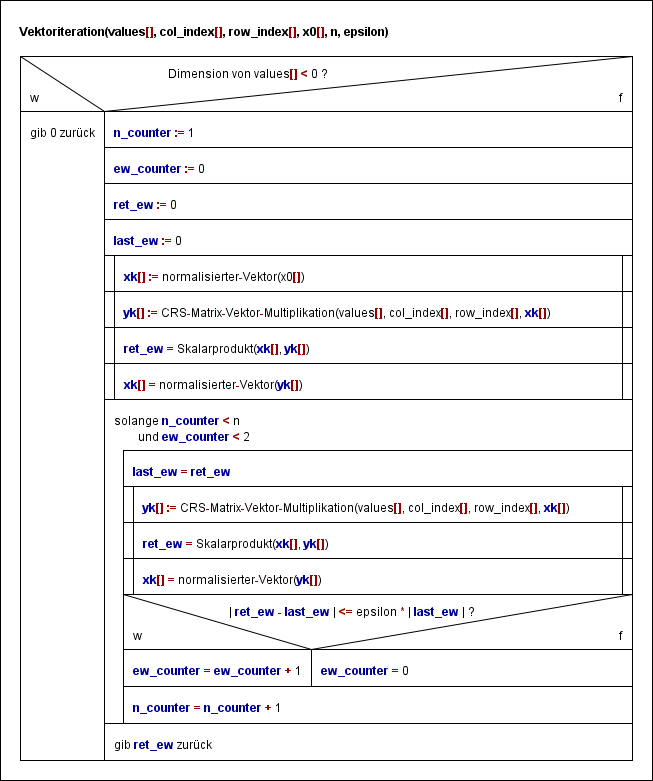 Vektoriteration(values[], col_index[], row_index[], x0[], n, epsilon)
Dimension von values[] < 0 ?
w
f
gib 0 zurück
n_counter := 1
ew_counter := 0
ret_ew := 0
last_ew := 0
xk[] := normalisierter-Vektor(x0[])
yk[] := CRS-Matrix-Vektor-Multiplikation(values[], col_index[], row_index[], xk[])
ret_ew = Skalarprodukt(xk[], yk[])
xk[] = normalisierter-Vektor(yk[])
solange n_counter < n
und ew_counter < 2
last_ew = ret_ew
yk[] := CRS-Matrix-Vektor-Multiplikation(values[], col_index[], row_index[], xk[])
ret_ew = Skalarprodukt(xk[], yk[])
xk[] = normalisierter-Vektor(yk[])
| ret_ew - last_ew | <= epsilon * | last_ew | ?
w
f
ew_counter = ew_counter + 1
ew_counter = 0
n_counter = n_counter + 1
gib ret_ew zurück